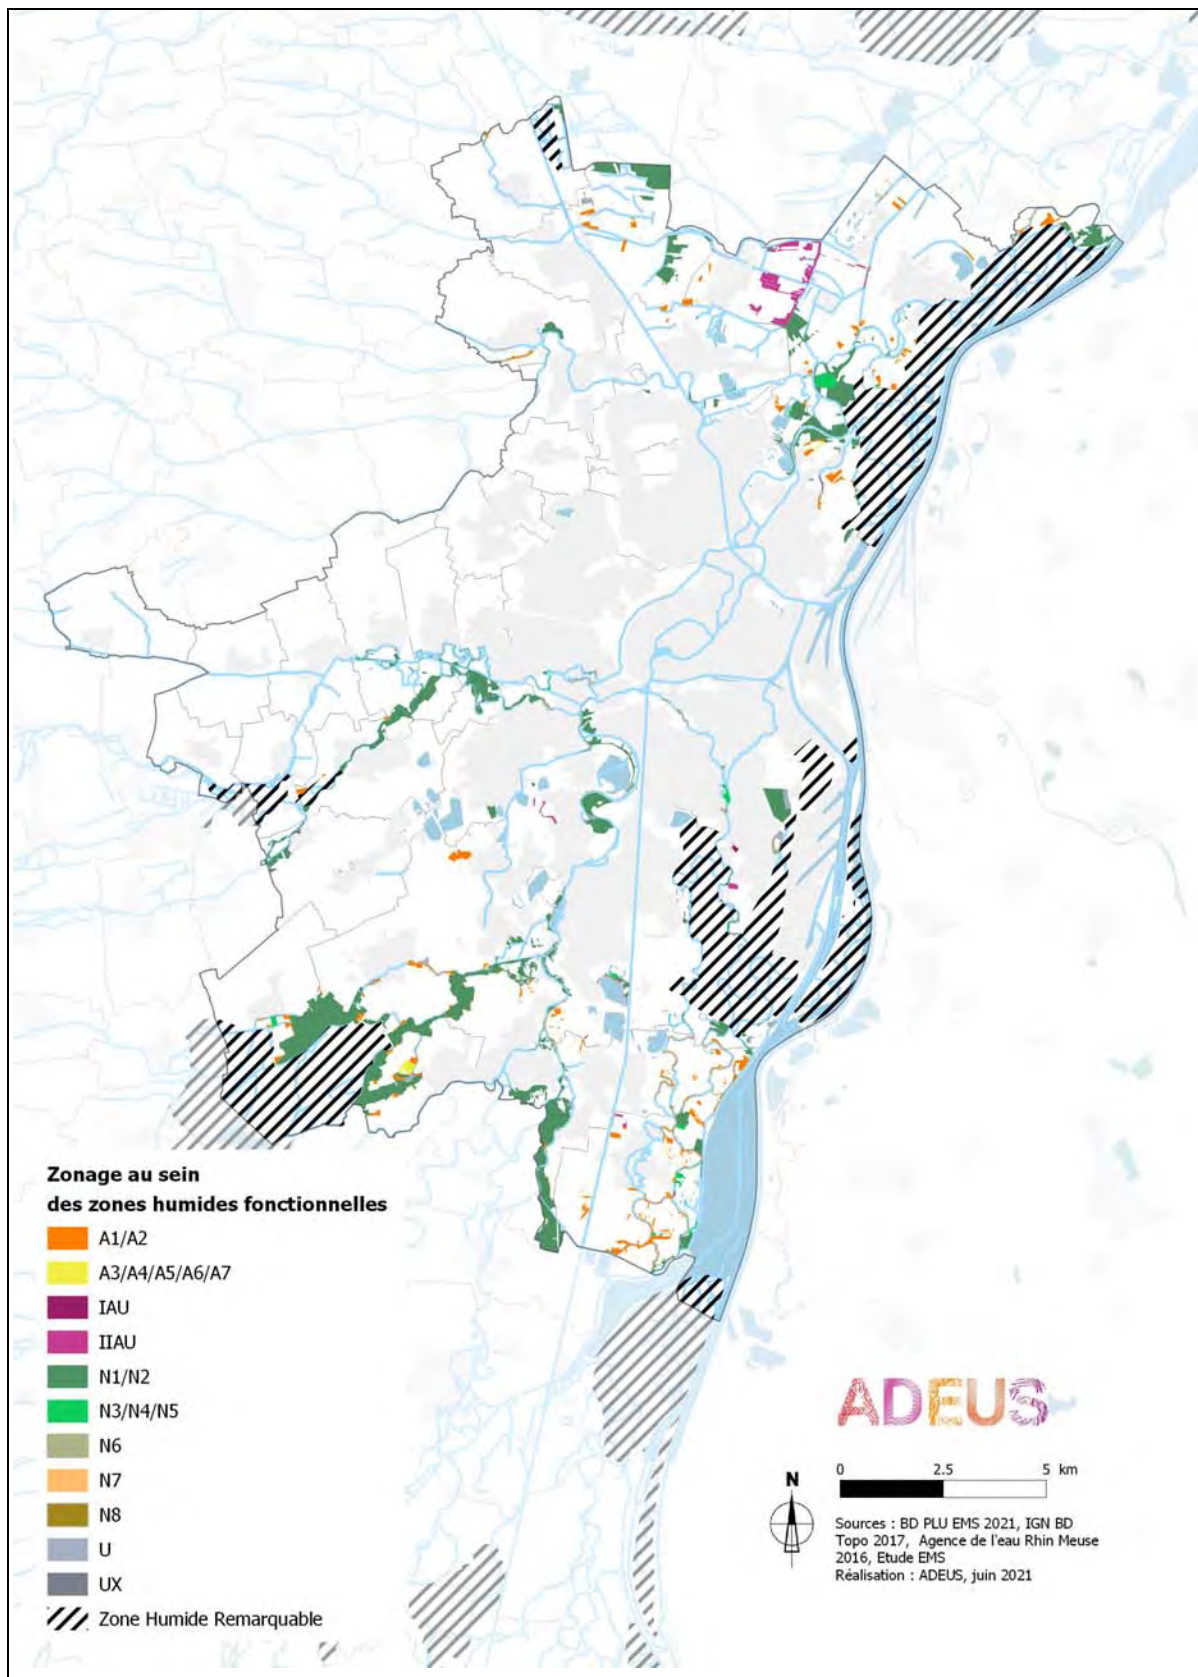 Zonage au sein
des zones humides fonctionnelles
A1/A2
A3/A4/A5/A6/A7
IAU
IIAU
N1/N2
N3/N4/N5
N6
N7
N8
U
UX
Zone Humide Remarquable
ADEUS
N
0 2.5 5 km
Sources : BD PLU EMS 2021, IGN BD
Topo 2017, Agence de l'eau Rhin Meuse
2016, Etude EMS
Réalisation : ADEUS, juin 2021